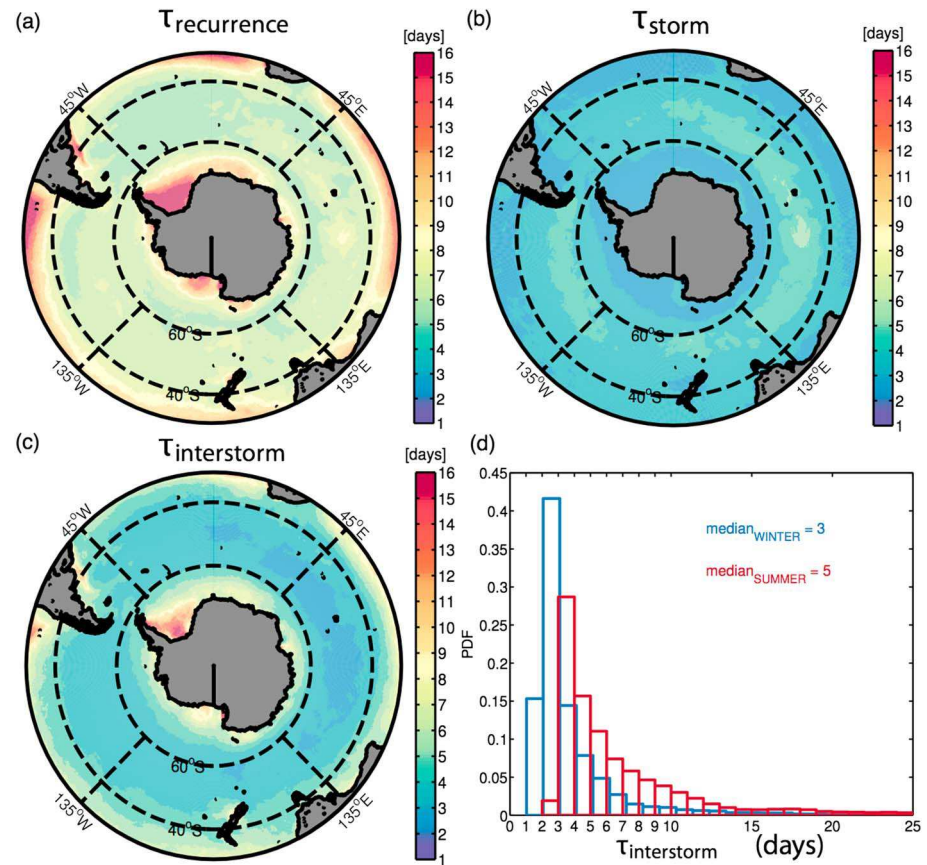 (a) τrecurrence
[days]
16
15
14
13
12
11
10
9
8
7
6
5
4
3
2
1
45°W
45°E
60°S
40°S
135°W
135°E
(b) τstorm
[days]
16
15
14
13
12
11
10
9
8
7
6
5
4
3
2
1
45°W
45°E
60°S
40°S
135°W
135°E
(c) τinterstorm
[days]
16
15
14
13
12
11
10
9
8
7
6
5
4
3
2
1
45°W
45°E
60°S
40°S
135°W
135°E
(d)
0.45
0.4
0.35
0.3
0.25
0.2
0.15
0.1
0.05
0
PDF
medianWINTER = 3
medianSUMMER = 5
0 1 2 3 4 5 6 7 8 9 10 15 20 25
τinterstorm (days)